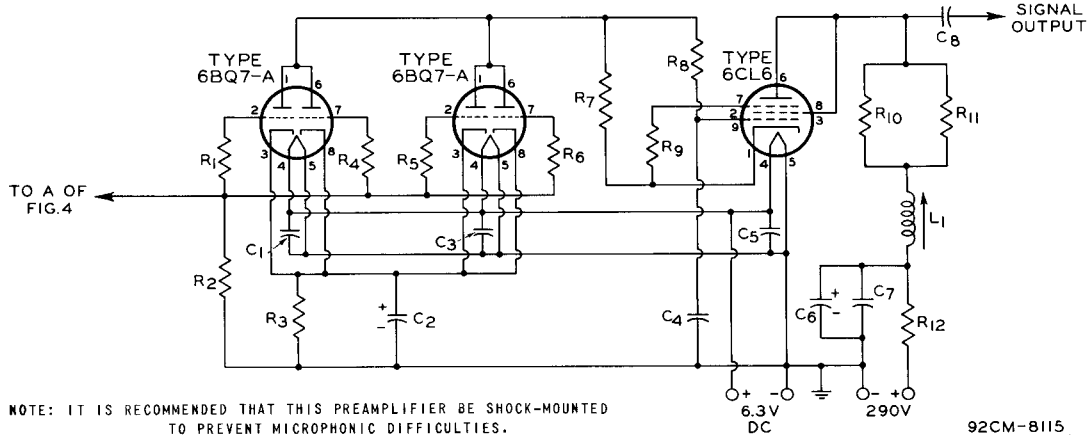 SIGNAL
OUTPUT
C8
TYPE
6BQ7-A
TYPE
6BQ7-A
TYPE
6CL6
1 6
2 7
3 4 5 8
1 6
2 7
3 4 5 8
6
7 8
2 3
9
1 4 5
R8
R7
R9
R10
R11
R1
R4
R5
R6
TO A OF
FIG.4
C1
C3
C5
L1
R2
R3
+
-
C2
C4
C6
+
-
C7
R12
+ -
6.3V
DC
- +
290V
NOTE: IT IS RECOMMENDED THAT THIS PREAMPLIFIER BE SHOCK-MOUNTED
TO PREVENT MICROPHONIC DIFFICULTIES.
92CM-8115